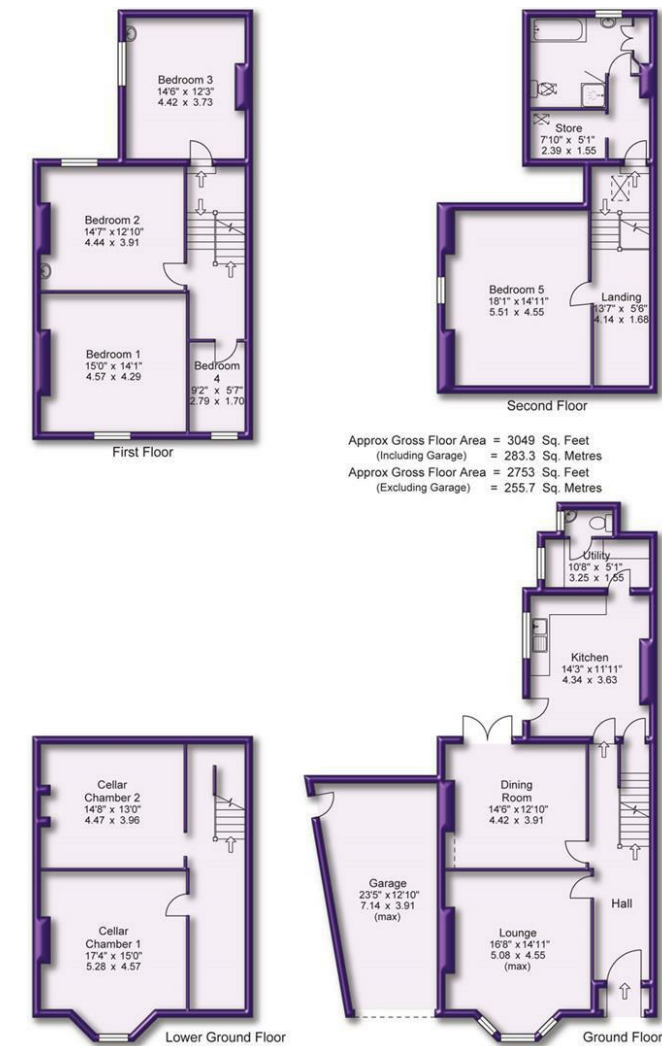 Bedroom 3
14'6" x 12'3"
4.42 x 3.73
Bedroom 2
14'7" x 12'10"
4.44 x 3.91
Bedroom 1
15'0" x 14'1"
4.57 x 4.29
Bedroom
4
9'2" x 5'7"
2.79 x 1.70
First Floor
Store
7'10" x 5'1"
2.39 x 1.55
Bedroom 5
18'1" x 14'11"
5.51 x 4.55
Landing
13'7" x 5'6"
4.14 x 1.68
Second Floor
Approx Gross Floor Area = 3049 Sq. Feet
(Including Garage) = 283.3 Sq. Metres
Approx Gross Floor Area = 2753 Sq. Feet
(Excluding Garage) = 255.7 Sq. Metres
Cellar
Chamber 2
14'8" x 13'0"
4.47 x 3.96
Cellar
Chamber 1
17'4" x 15'0"
5.28 x 4.57
Lower Ground Floor
Utility
10'8" x 5'1"
3.25 x 1.55
Kitchen
14'3" x 11'11"
4.34 x 3.63
Dining
Room
14'6" x 12'10"
4.42 x 3.91
Garage
23'5" x 12'10"
7.14 x 3.91
(max)
Hall
Lounge
16'8" x 14'11"
5.08 x 4.55
(max)
Ground Floor